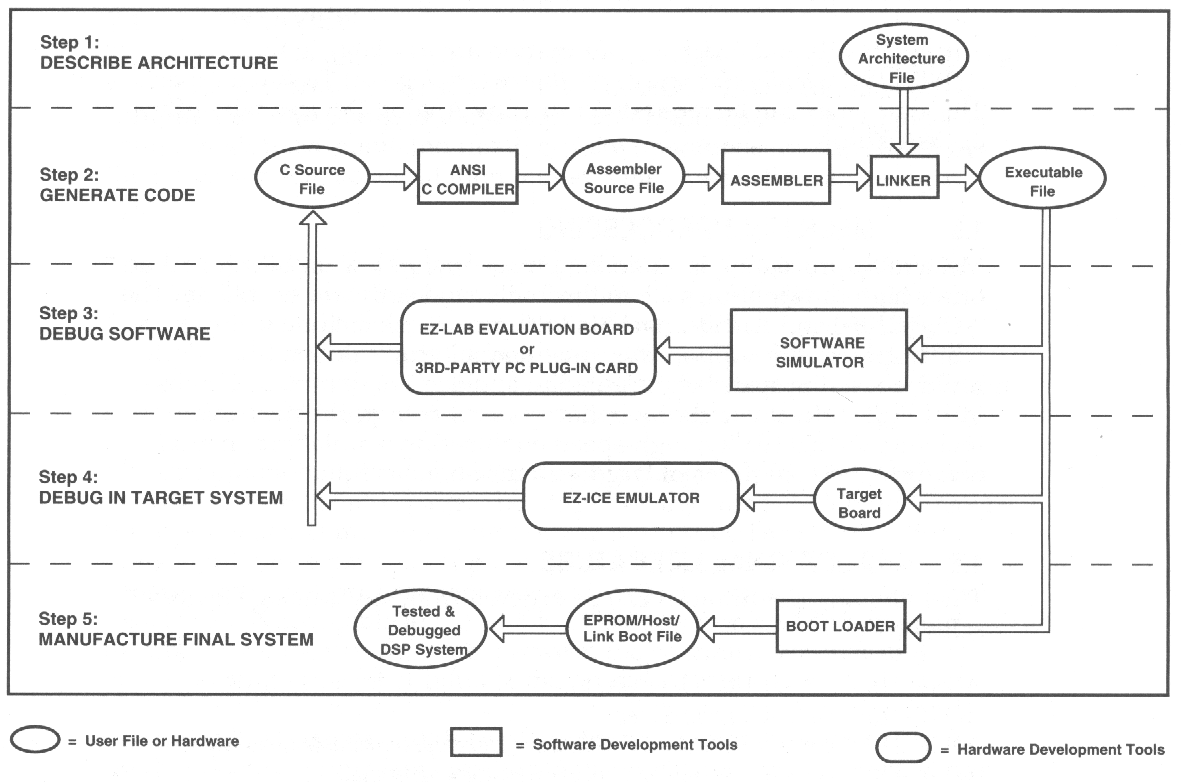 Step 1:
DESCRIBE ARCHITECTURE
System
Architecture
File
Step 2:
GENERATE CODE
C Source
File
ANSI
C COMPILER
Assembler
Source File
ASSEMBLER
LINKER
Executable
File
Step 3:
DEBUG SOFTWARE
EZ-LAB EVALUATION BOARD
or
3RD-PARTY PC PLUG-IN CARD
SOFTWARE
SIMULATOR
Step 4:
DEBUG IN TARGET SYSTEM
EZ-ICE EMULATOR
Target
Board
Step 5:
MANUFACTURE FINAL SYSTEM
Tested &
Debugged
DSP System
EPROM/Host/
Link Boot File
BOOT LOADER
= User File or Hardware
= Software Development Tools
= Hardware Development Tools